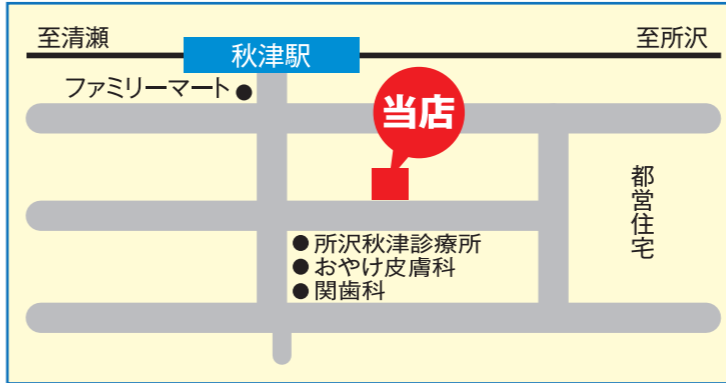 至清瀬
至所沢
秋津駅
ファミリーマート
当店
都営住宅
所沢秋津診療所
おやけ皮膚科
関歯科